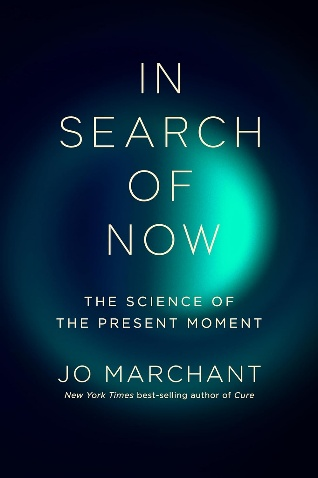 IN
SEARCH
OF
NOW
THE SCIENCE OF
THE PRESENT MOMENT
JO MARCHANT
New York Times best-selling author of Cure